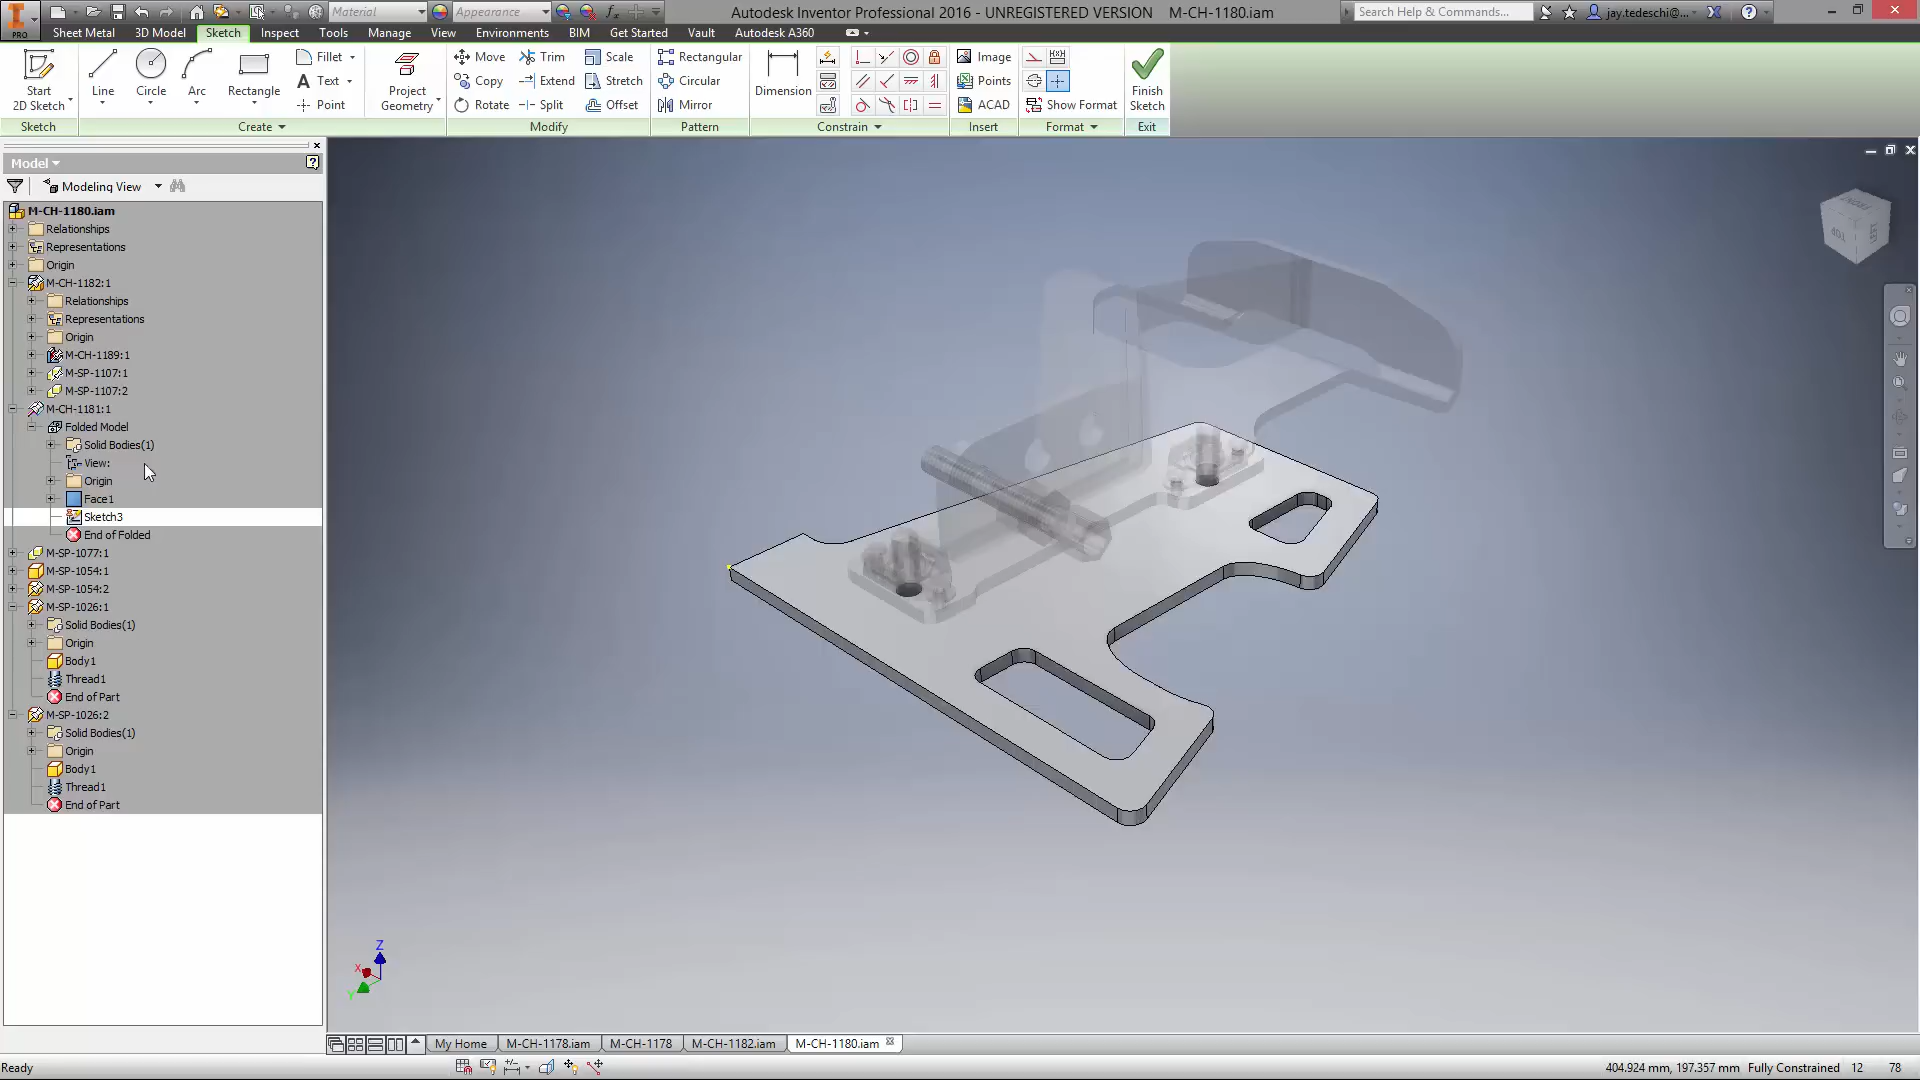 Material
Appearance
Autodesk Inventor Professional 2016 - UNREGISTERED VERSION M-CH-1180.iam
Search Help & Commands...
jay.tedeschi@...
PRO
Sheet Metal
3D Model
Sketch
Inspect
Tools
Manage
View
Environments
BIM
Get Started
Vault
Autodesk A360
Start
2D Sketch
Line
Circle
Arc
Rectangle
Fillet
Text
Point
Project
Geometry
Move
Copy
Rotate
Trim
Extend
Split
Scale
Stretch
Offset
Rectangular
Circular
Mirror
Dimension
Image
Points
ACAD
Show Format
Finish
Sketch
Sketch
Create
Modify
Pattern
Constrain
Insert
Format
Exit
Model
Modeling View
M-CH-1180.iam
Relationships
Representations
Origin
M-CH-1182:1
Relationships
Representations
Origin
M-CH-1189:1
M-SP-1107:1
M-SP-1107:2
M-CH-1181:1
Folded Model
Solid Bodies(1)
View:
Origin
Face1
Sketch3
End of Folded
M-SP-1077:1
M-SP-1054:1
M-SP-1054:2
M-SP-1026:1
Solid Bodies(1)
Origin
Body1
Thread1
End of Part
M-SP-1026:2
Solid Bodies(1)
Origin
Body1
Thread1
End of Part
TOP
Z
X
Y
My Home
M-CH-1178.iam
M-CH-1178
M-CH-1182.iam
M-CH-1180.iam
Ready
404.924 mm, 197.357 mm Fully Constrained 12 78